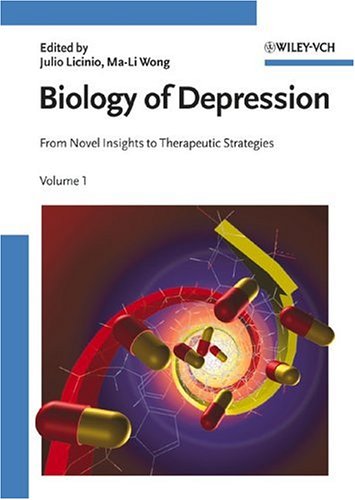 Edited by
Julio Licinio, Ma-Li Wong
WILEY-VCH
Biology of Depression
From Novel Insights to Therapeutic Strategies
Volume 1